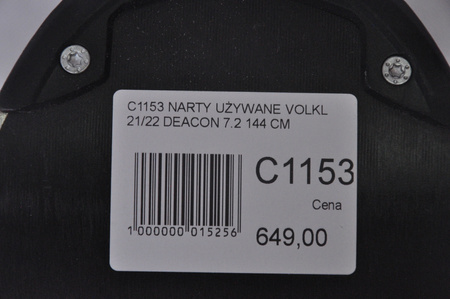 C1153 NARTY UŻYWANE VOLKL
21/22 DEACON 7.2 144 CM
C1153
Cena
1 000000 015256
649,00